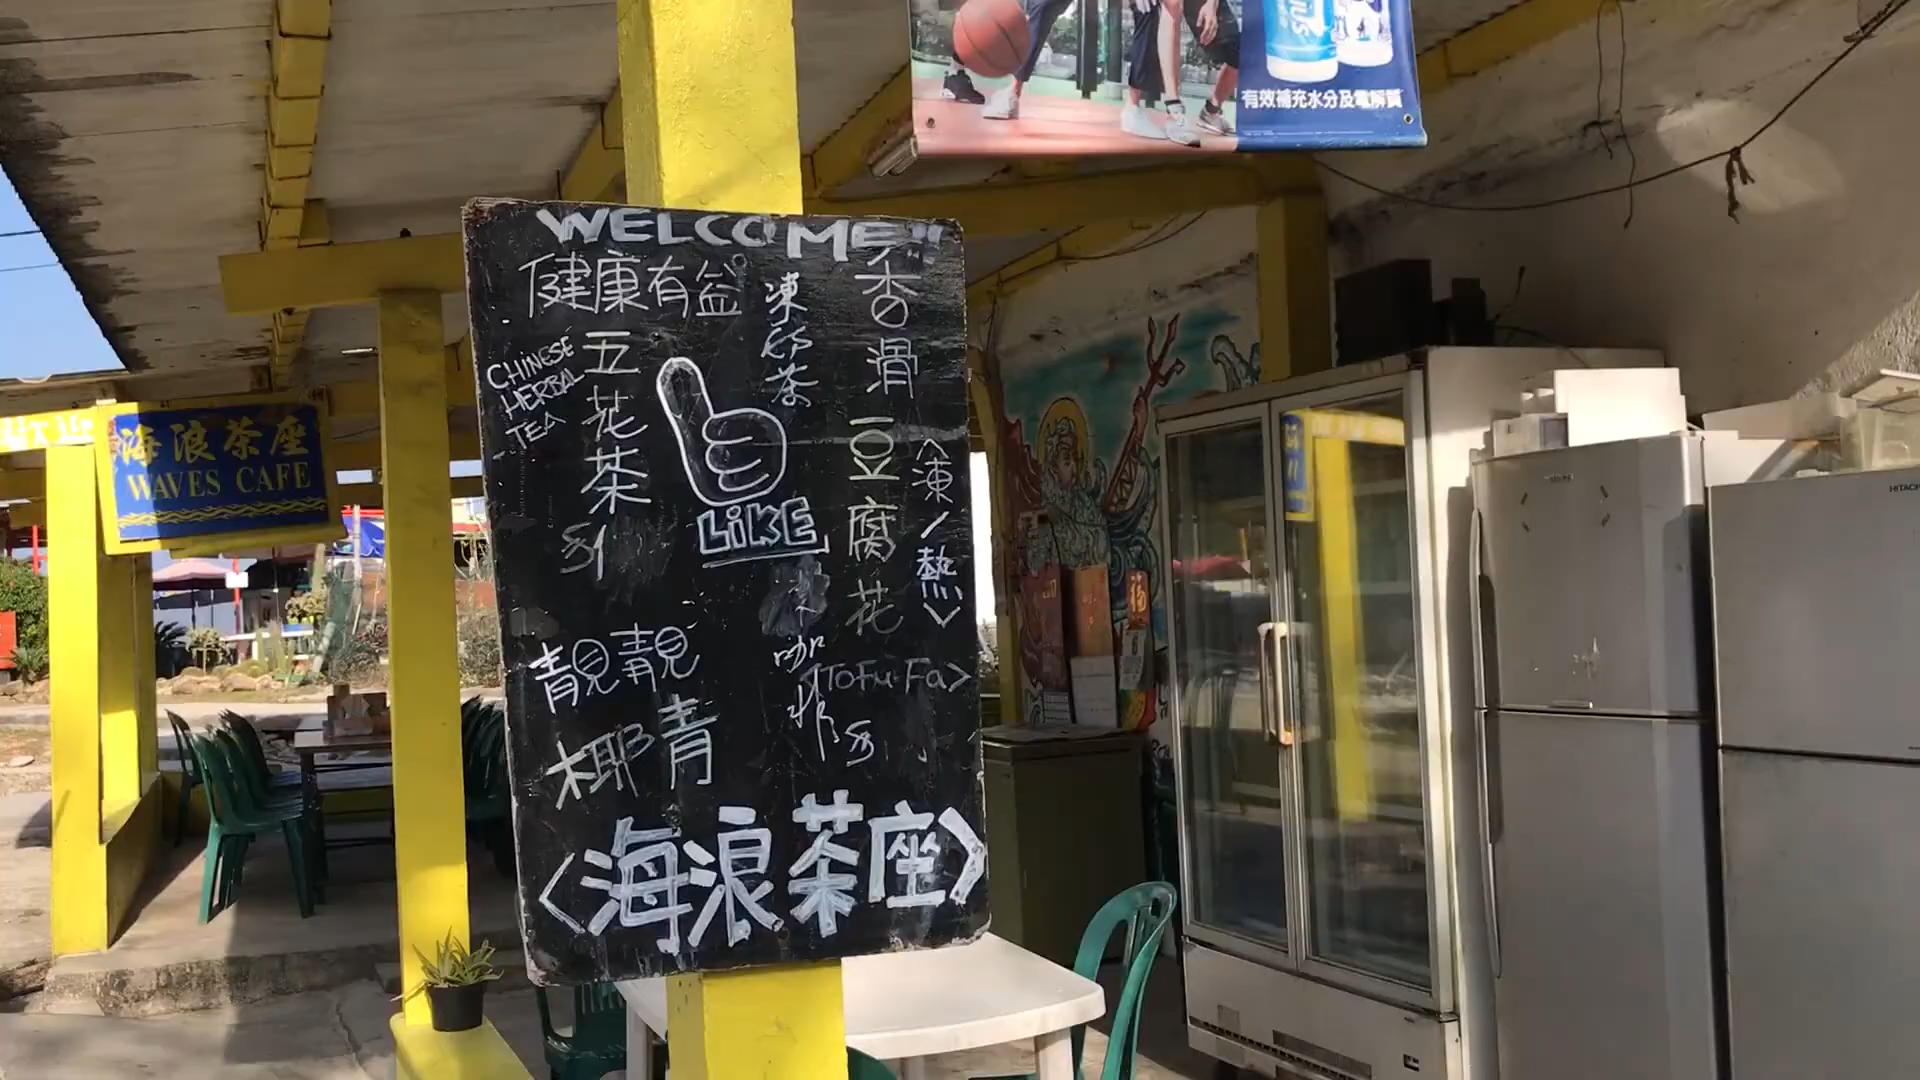 有效補充水分及電解質
WELCOME
健康有益
CHINESE
HERBAL
TEA
五花茶
LIKE
凍
茶
香滑豆腐花
<凍/熱>
<TOFU-Fa>
靚靚
椰青
咖
<海浪茶座>
海浪茶座
WAVES CAFE
福
HITACHI